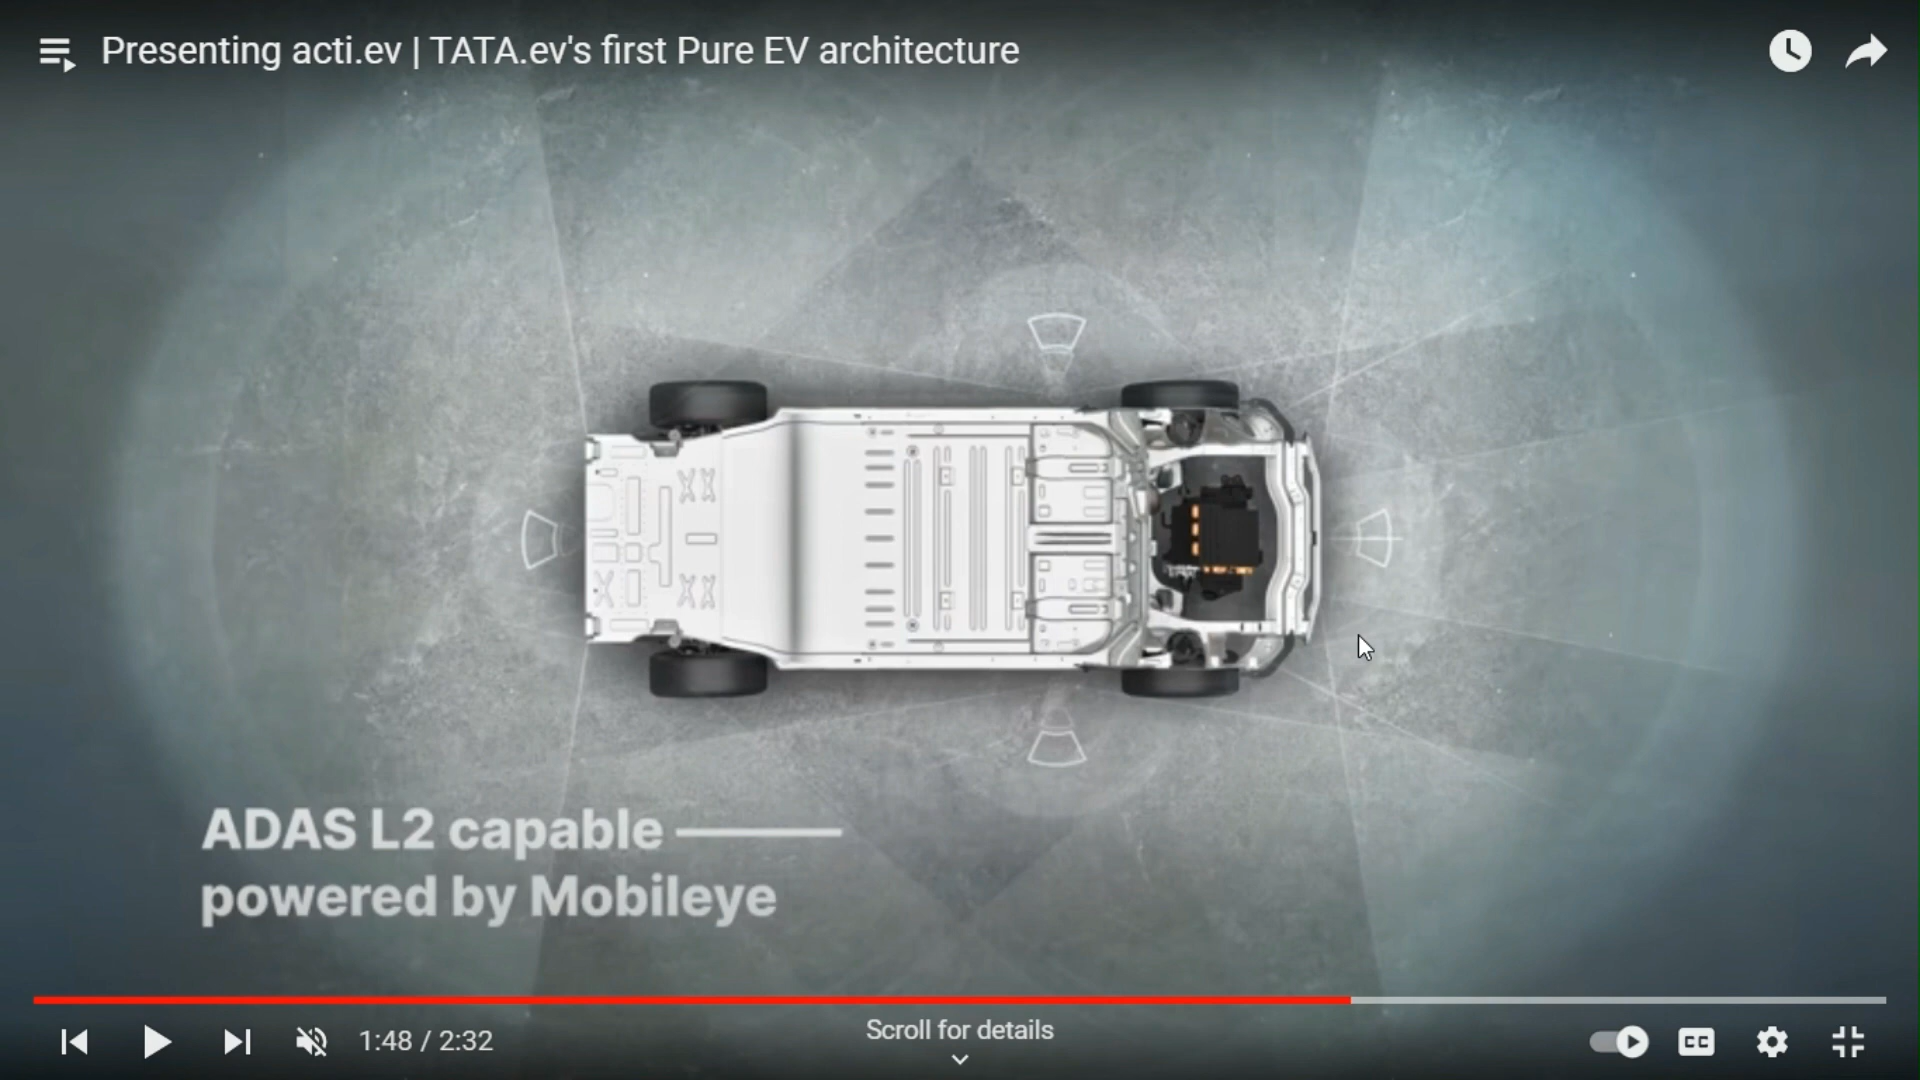 Presenting acti.ev | TATA.ev's first Pure EV architecture
ADAS L2 capable
powered by Mobileye
1:48 / 2:32
Scroll for details
CC